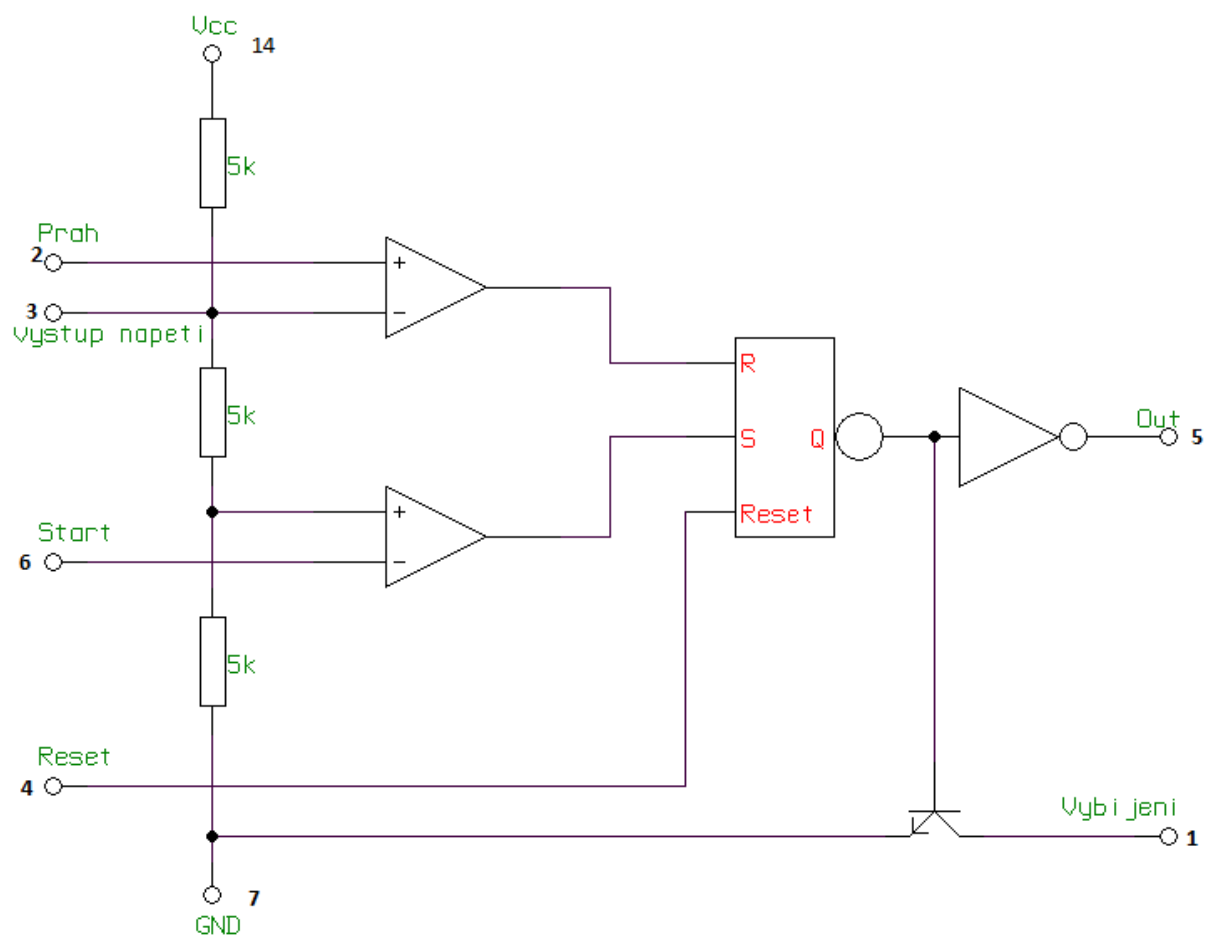 Vcc 14
5k
Prah
2
+
3
-
Vystup napeti
R
5k
S
Q
Out
5
+
Reset
Start
6
-
5k
Reset
4
Vybijeni
1
7
GND